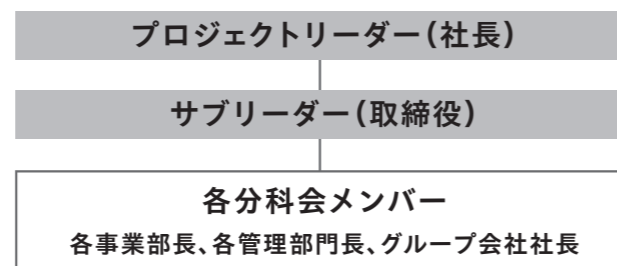 プロジェクトリーダー(社長)
サブリーダー(取締役)
各分科会メンバー
各事業部長、各管理部門長、グループ会社社長